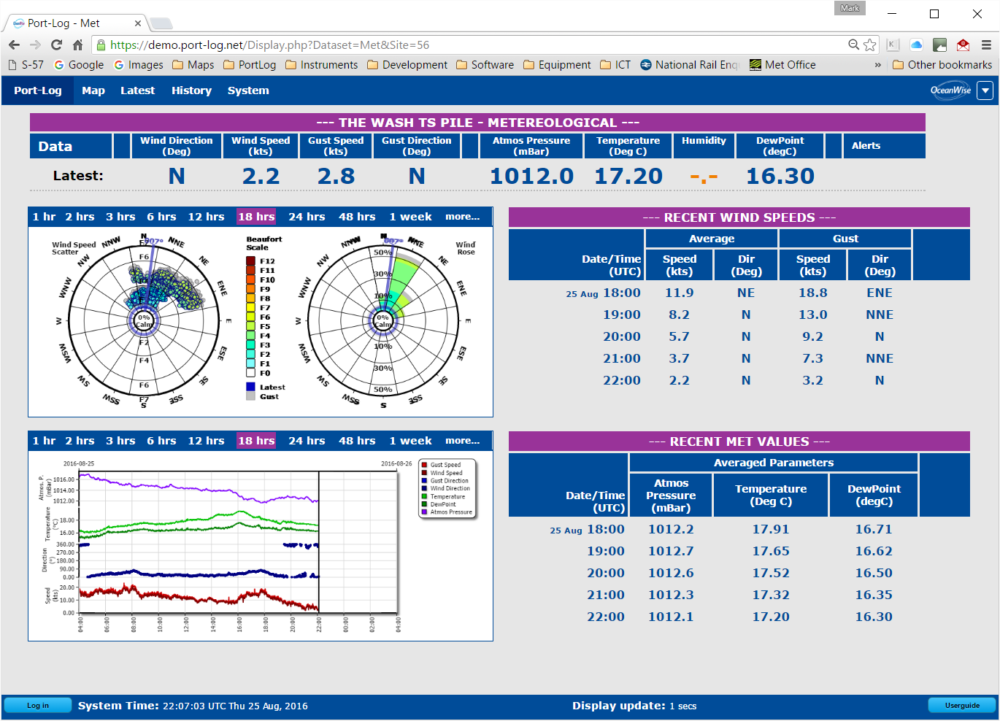 Mark
Port-Log - Met
https://demo.port-log.net/Display.php?Dataset=Met&Site=56
S-57 Google Images Maps PortLog Instruments Development Software Equipment ICT National Rail Enq Met Office » Other bookmarks
Port-Log Map Latest History System OceanWise
--- THE WASH TS PILE - METEREOLOGICAL ---
Data Wind Direction (Deg) Wind Speed (kts) Gust Speed (kts) Gust Direction (Deg) Atmos Pressure (mBar) Temperature (Deg C) Humidity DewPoint (degC) Alerts
Latest: N 2.2 2.8 N 1012.0 17.20 -.- 16.30
1 hr 2 hrs 3 hrs 6 hrs 12 hrs 18 hrs 24 hrs 48 hrs 1 week more...
Wind Speed Scatter
N NNE NE ENE E ESE SE SSE S SSW SW WSW W WNW NW NNW
007°
F7
F6
0% Calm
F2
F4
F6
F7
Beaufort Scale
F12
F11
F10
F9
F8
F7
F6
F5
F4
F3
F2
F1
F0
Latest
Gust
Wind Rose
N NNE NE ENE E ESE SE SSE S SSW SW WSW W WNW NW NNW
007°
50%
30%
10%
0% Calm
10%
30%
50%
--- RECENT WIND SPEEDS ---
Average Gust
Date/Time (UTC) Speed (kts) Dir (Deg) Speed (kts) Dir (Deg)
25 Aug 18:00 11.9 NE 18.8 ENE
19:00 8.2 N 13.0 NNE
20:00 5.7 N 9.2 N
21:00 3.7 N 7.3 NNE
22:00 2.2 N 3.2 N
1 hr 2 hrs 3 hrs 6 hrs 12 hrs 18 hrs 24 hrs 48 hrs 1 week more...
2016-08-25 2016-08-26
Atmos. P. (mBar)
1016.00
1014.00
1012.00
Temperature (°C)
18.00
16.00
Direction (°)
360.00
270.00
180.00
90.00
0.00
Speed (kts)
20.00
10.00
0.00
04:00 06:00 08:00 10:00 12:00 14:00 16:00 18:00 20:00 22:00 00:00 02:00 04:00
Gust Speed
Wind Speed
Gust Direction
Wind Direction
Temperature
DewPoint
Atmos Pressure
--- RECENT MET VALUES ---
Averaged Parameters
Date/Time (UTC) Atmos Pressure (mBar) Temperature (Deg C) DewPoint (degC)
25 Aug 18:00 1012.2 17.91 16.71
19:00 1012.7 17.65 16.62
20:00 1012.6 17.52 16.50
21:00 1012.3 17.32 16.35
22:00 1012.1 17.20 16.30
Log in System Time: 22:07:03 UTC Thu 25 Aug, 2016 Display update: 1 secs Userguide